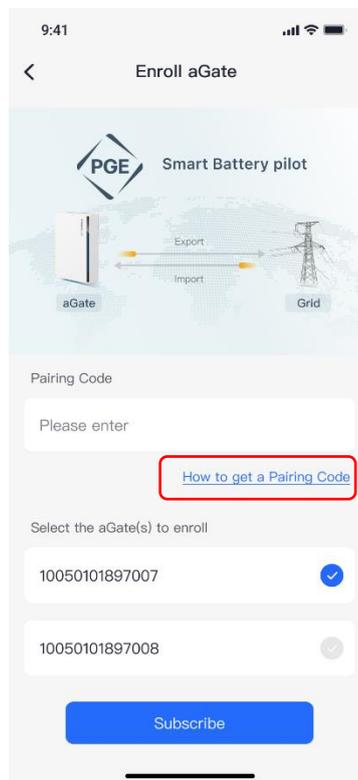 9:41
Enroll aGate
PGE
Smart Battery pilot
Export
Import
aGate
Grid
Pairing Code
Please enter
How to get a Pairing Code
Select the aGate(s) to enroll
10050101897007
10050101897008
Subscribe